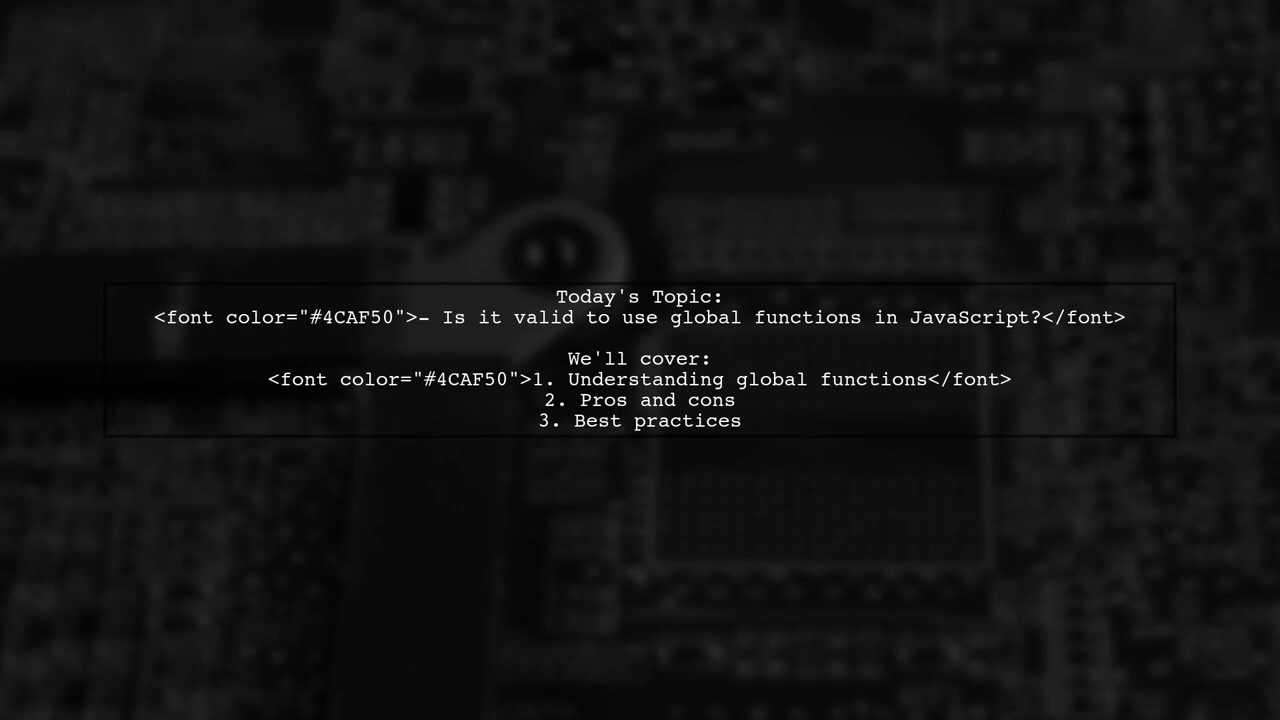 Today's Topic:
<font color="#4CAF50">- Is it valid to use global functions in JavaScript?</font>
We'll cover:
<font color="#4CAF50">1. Understanding global functions</font>
2. Pros and cons
3. Best practices